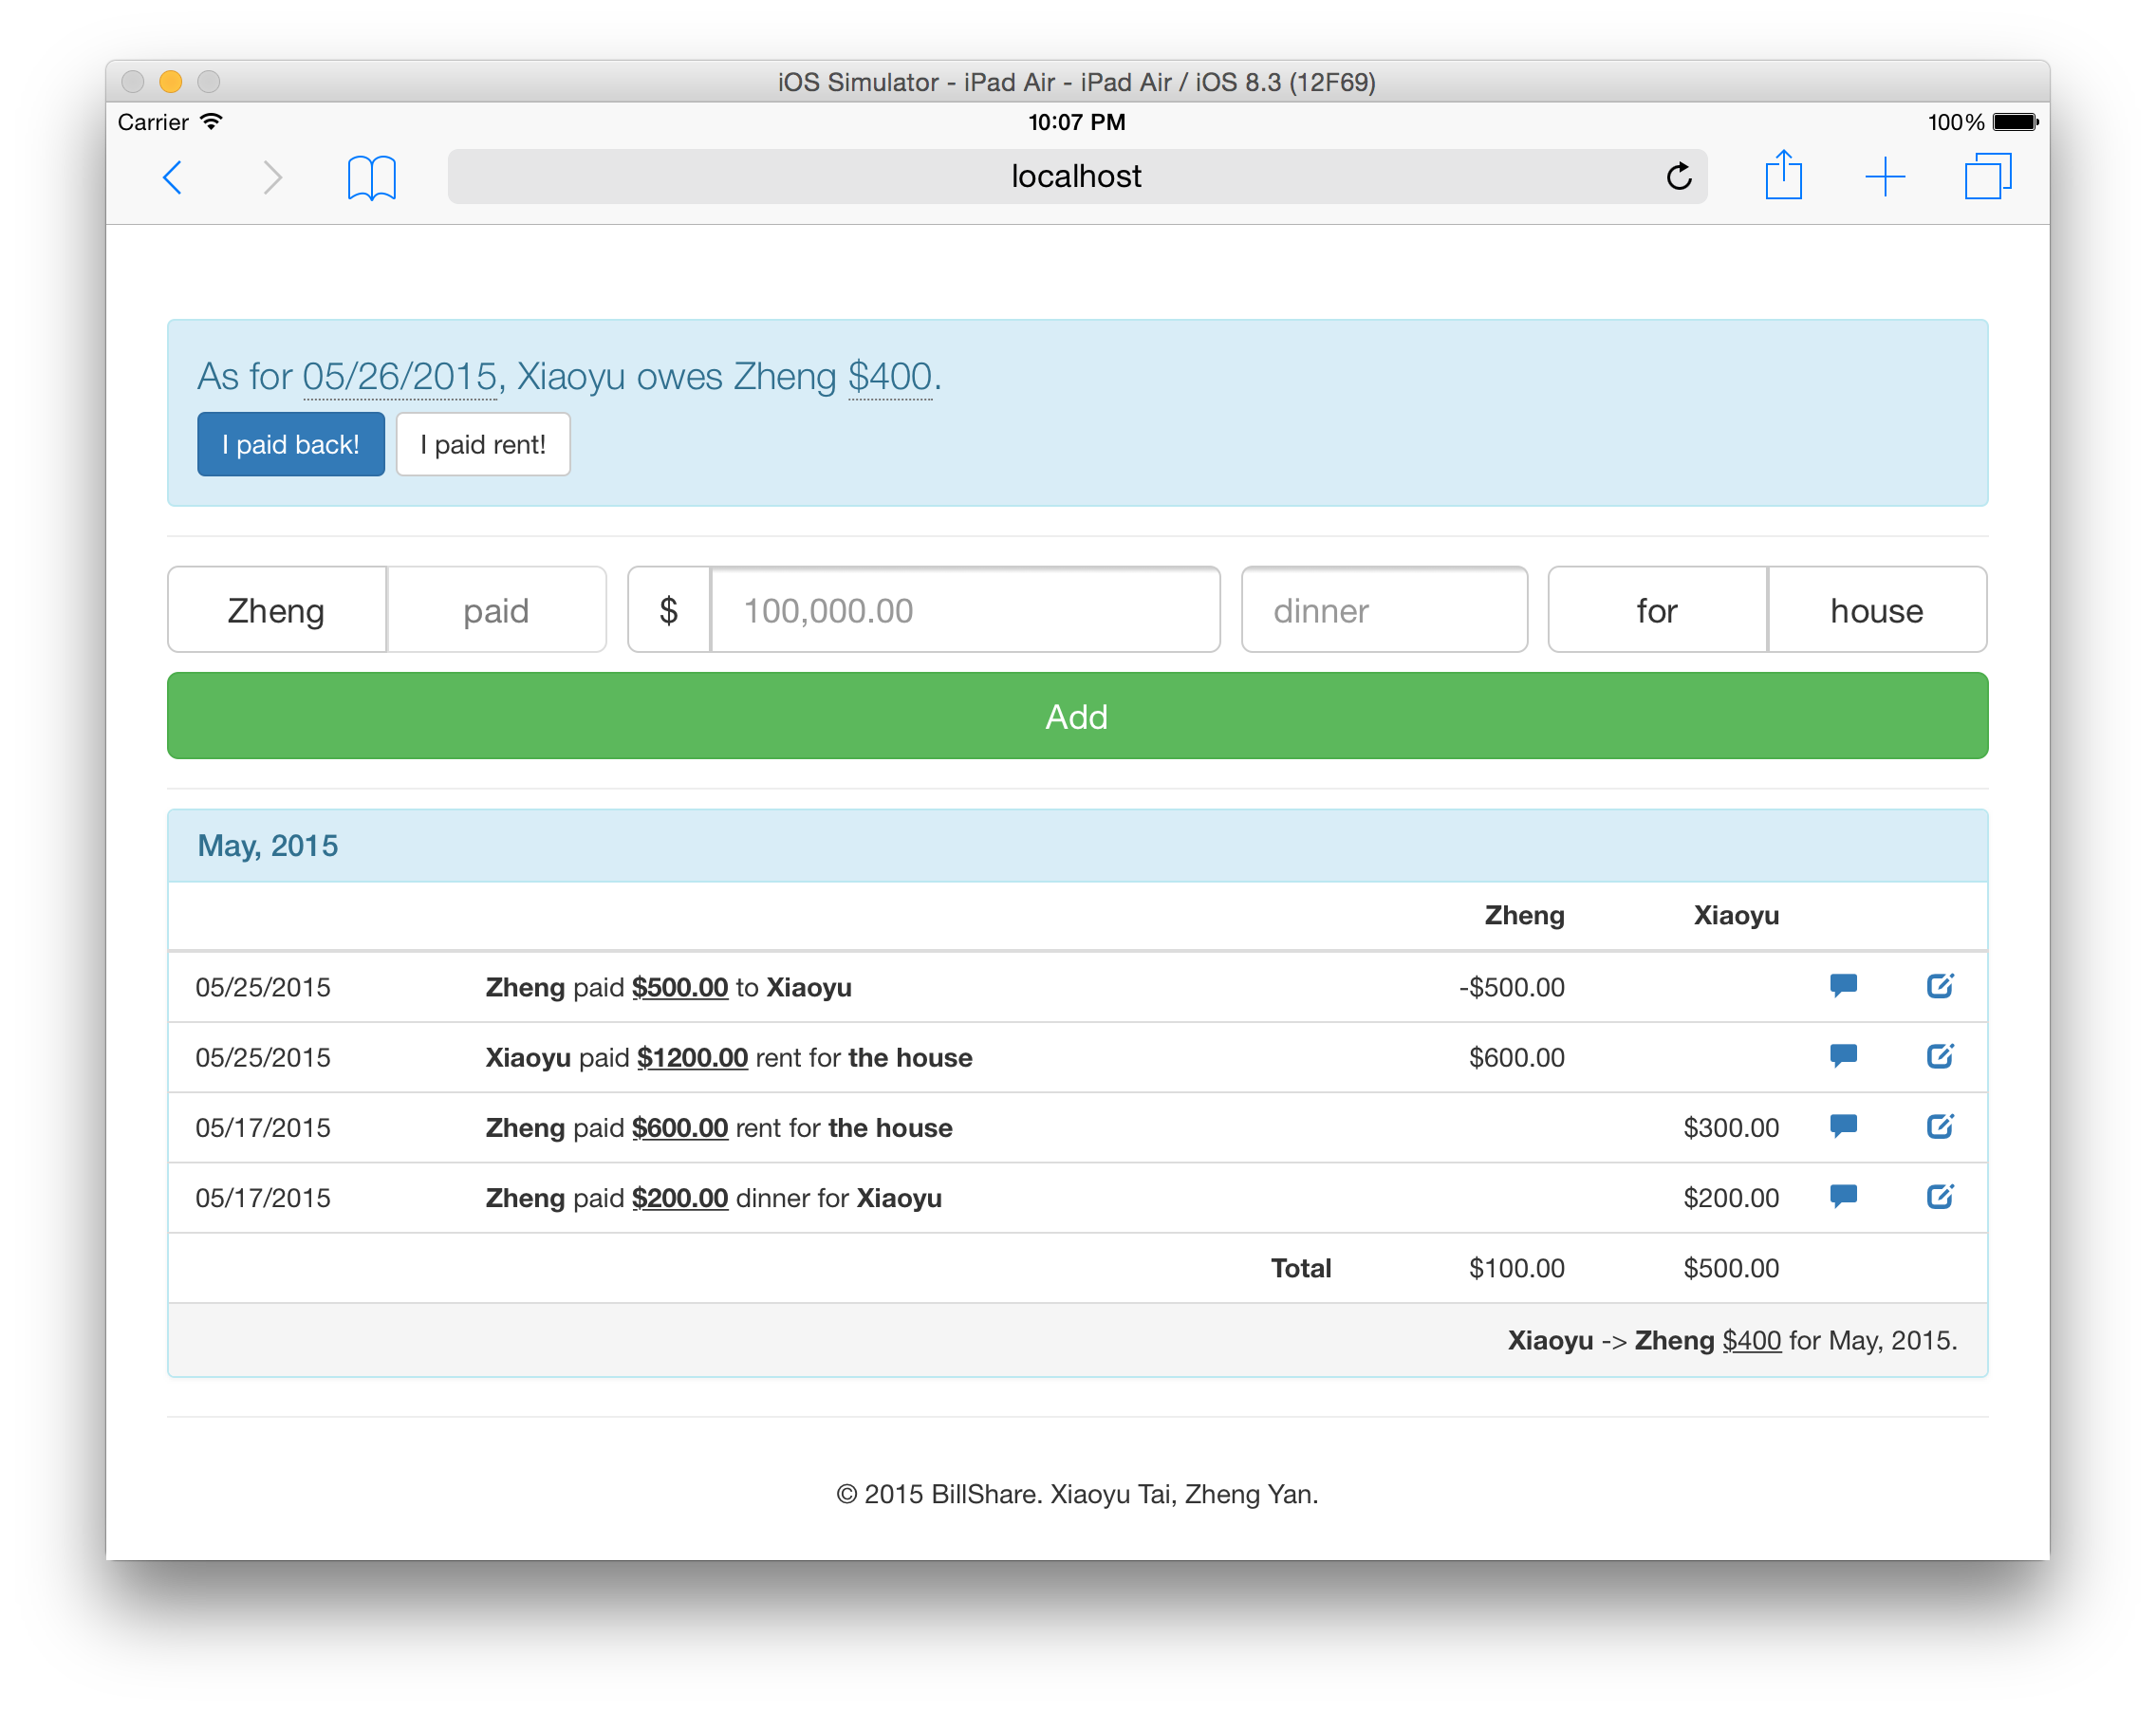 iOS Simulator - iPad Air - iPad Air / iOS 8.3 (12F69)
Carrier 10:07 PM 100%
localhost
As for 05/26/2015, Xiaoyu owes Zheng $400.
I paid back! I paid rent!
Zheng paid $ 100,000.00 dinner for house
Add
May, 2015
Zheng Xiaoyu
05/25/2015 Zheng paid $500.00 to Xiaoyu -$500.00
05/25/2015 Xiaoyu paid $1200.00 rent for the house $600.00
05/17/2015 Zheng paid $600.00 rent for the house $300.00
05/17/2015 Zheng paid $200.00 dinner for Xiaoyu $200.00
Total $100.00 $500.00
Xiaoyu -> Zheng $400 for May, 2015.
© 2015 BillShare. Xiaoyu Tai, Zheng Yan.